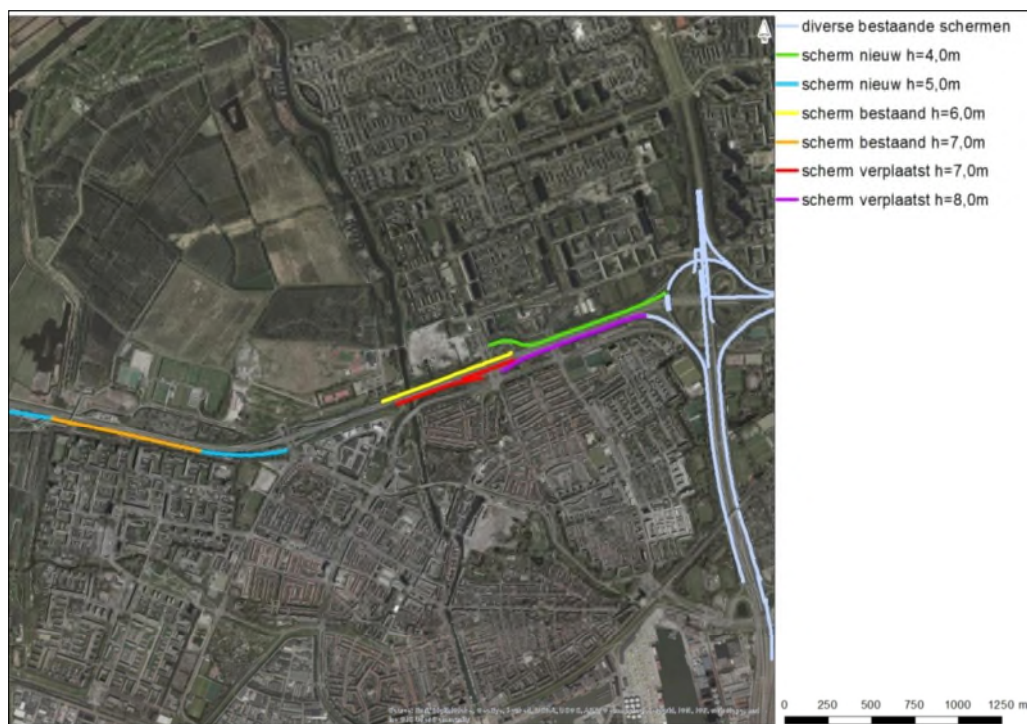 diverse bestaande schermen
scherm nieuw h=4,0m
scherm nieuw h=5,0m
scherm bestaand h=6,0m
scherm bestaand h=7,0m
scherm verplaatst h=7,0m
scherm verplaatst h=8,0m
0 250 500 750 1000 1250 m